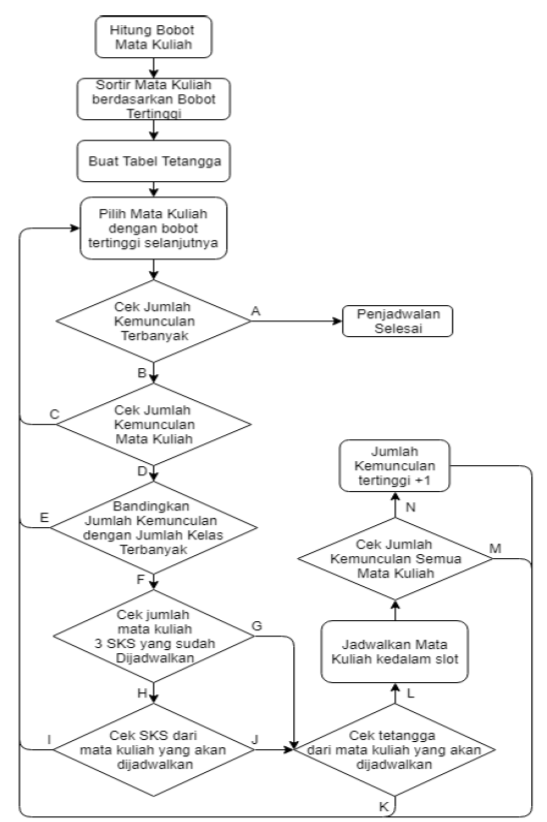 Hitung Bobot
Mata Kuliah
Sortir Mata Kuliah
berdasarkan Bobot
Tertinggi
Buat Tabel Tetangga
Pilih Mata Kuliah
dengan bobot
tertinggi selanjutnya
Cek Jumlah
Kemunculan
Terbanyak
A
Penjadwalan
Selesai
B
C
Cek Jumlah
Kemunculan
Mata Kuliah
D
E
Bandingkan
Jumlah Kemunculan
dengan Jumlah Kelas
Terbanyak
F
Cek jumlah
mata kuliah
3 SKS yang sudah
Dijadwalkan
G
H
I
Cek SKS dari
mata kuliah yang akan
dijadwalkan
J
Cek tetangga
dari mata kuliah yang akan
dijadwalkan
K
L
Jadwalkan Mata
Kuliah kedalam slot
Cek Jumlah
Kemunculan Semua
Mata Kuliah
M
N
Jumlah
Kemunculan
tertinggi +1